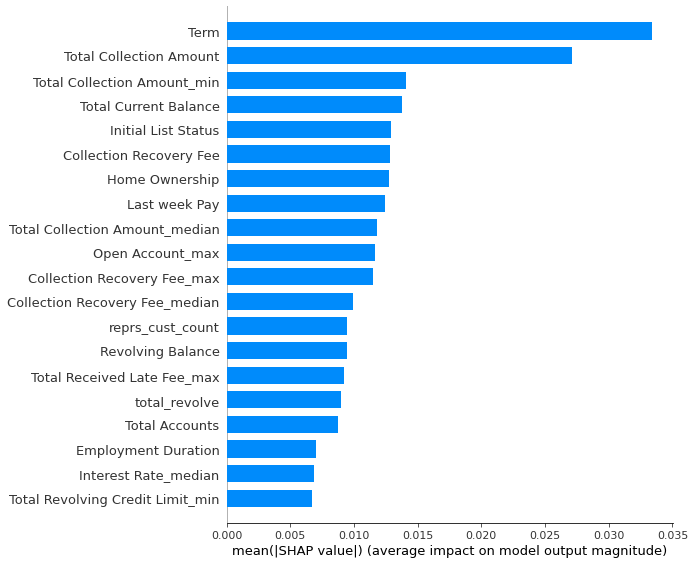 Term
Total Collection Amount
Total Collection Amount_min
Total Current Balance
Initial List Status
Collection Recovery Fee
Home Ownership
Last week Pay
Total Collection Amount_median
Open Account_max
Collection Recovery Fee_max
Collection Recovery Fee_median
reprs_cust_count
Revolving Balance
Total Received Late Fee_max
total_revolve
Total Accounts
Employment Duration
Interest Rate_median
Total Revolving Credit Limit_min
0.000 0.005 0.010 0.015 0.020 0.025 0.030 0.035
mean(|SHAP value|) (average impact on model output magnitude)